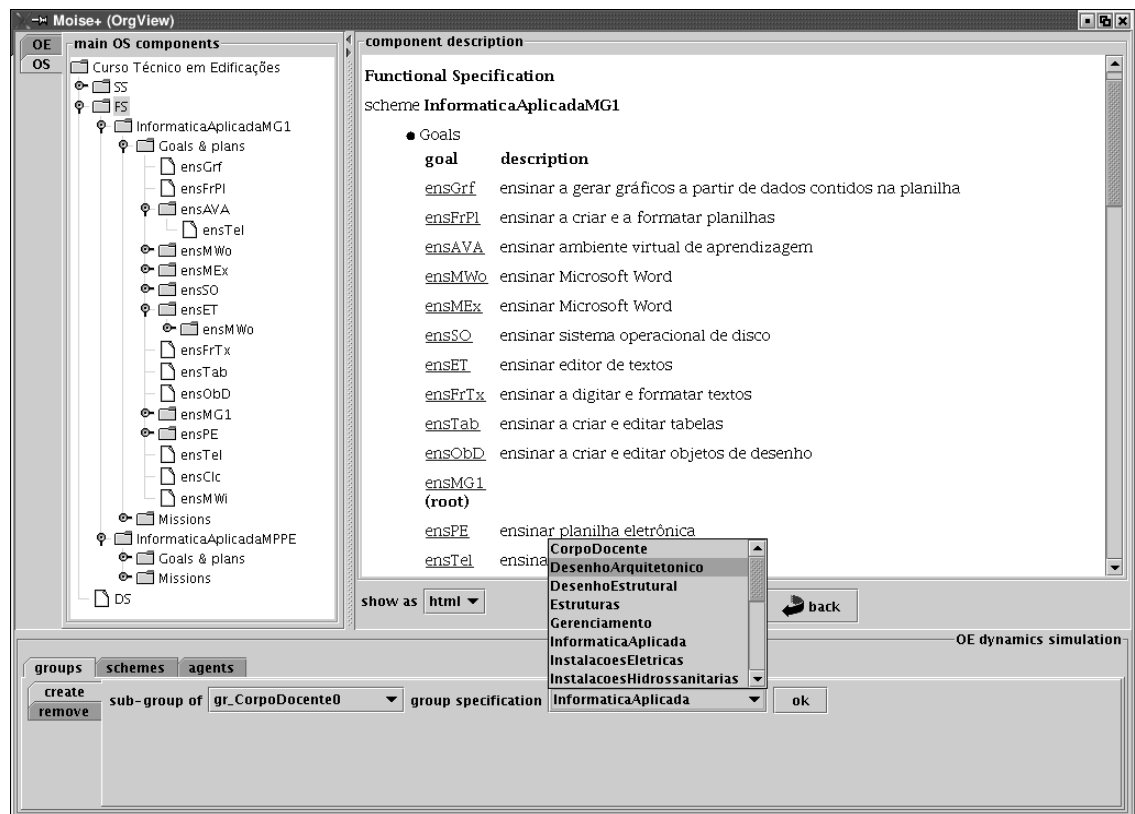 Moise+ (OrgView)
OE
OS
main OS components
Curso Técnico em Edificações
SS
FS
InformaticaAplicadaMG1
Goals & plans
ensGrf
ensFrPl
ensAVA
ensTel
ensMWo
ensMEx
ensSO
ensET
ensMWo
ensFrTx
ensTab
ensObD
ensMG1
ensPE
ensTel
ensClc
ensMWi
Missions
InformaticaAplicadaMPPE
Goals & plans
Missions
DS
component description
Functional Specification
scheme InformaticaAplicadaMG1
Goals
goal description
ensGrf ensinar a gerar gráficos a partir de dados contidos na planilha
ensFrPl ensinar a criar e a formatar planilhas
ensAVA ensinar ambiente virtual de aprendizagem
ensMWo ensinar Microsoft Word
ensMEx ensinar Microsoft Word
ensSO ensinar sistema operacional de disco
ensET ensinar editor de textos
ensFrTx ensinar a digitar e formatar textos
ensTab ensinar a criar e editar tabelas
ensObD ensinar a criar e editar objetos de desenho
ensMG1
(root)
ensPE ensinar planilha eletrônica
ensTel ensina
show as html
back
CorpoDocente
DesenhoArquitetonico
DesenhoEstrutural
Estruturas
Gerenciamento
InformaticaAplicada
InstalacoesEletricas
InstalacoesHidrossanitarias
OE dynamics simulation
groups schemes agents
create
remove
sub-group of gr_CorpoDocente0 group specification InformaticaAplicada ok